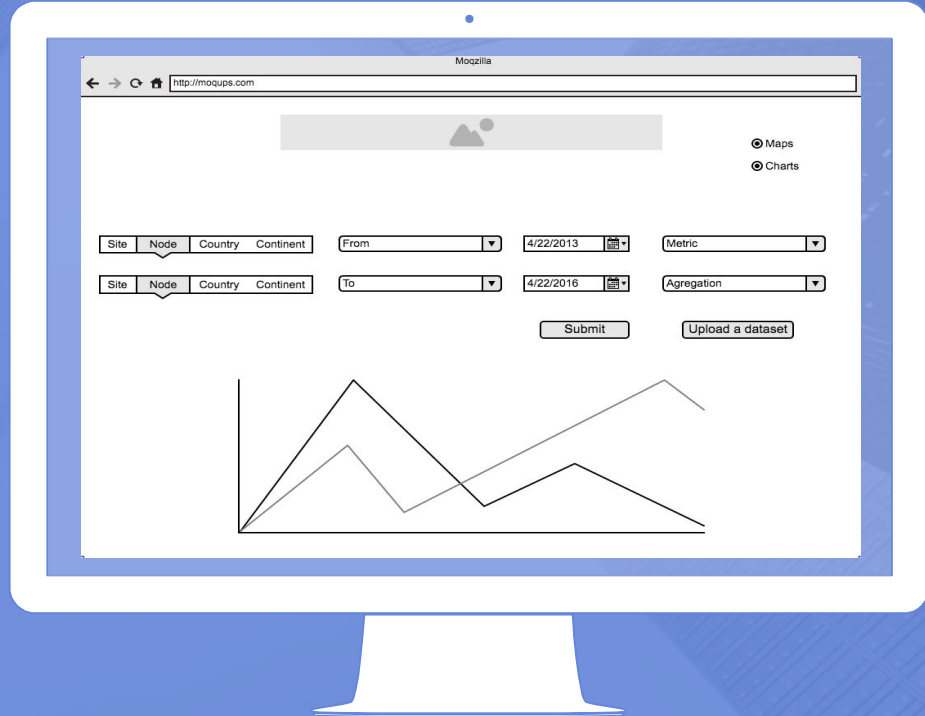 Moqzilla
http://moqups.com
Maps
Charts
Site Node Country Continent From 4/22/2013 Metric
Site Node Country Continent To 4/22/2016 Agregation
Submit Upload a dataset